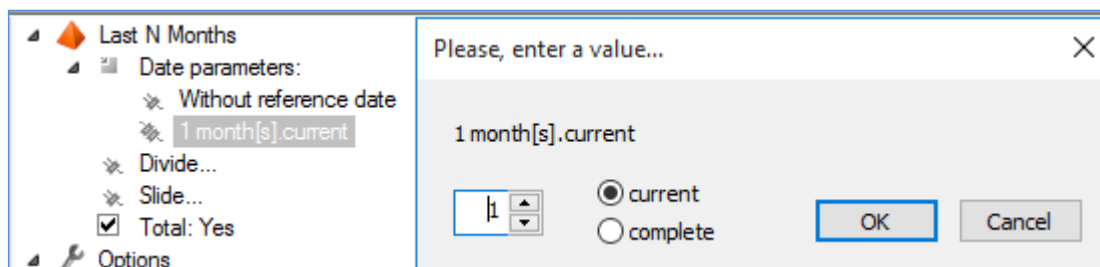 Last N Months
Date parameters:
Without reference date
1 month[s].current
Divide...
Slide...
Total: Yes
Options
Please, enter a value...
1 month[s].current
1
current
complete
OK
Cancel